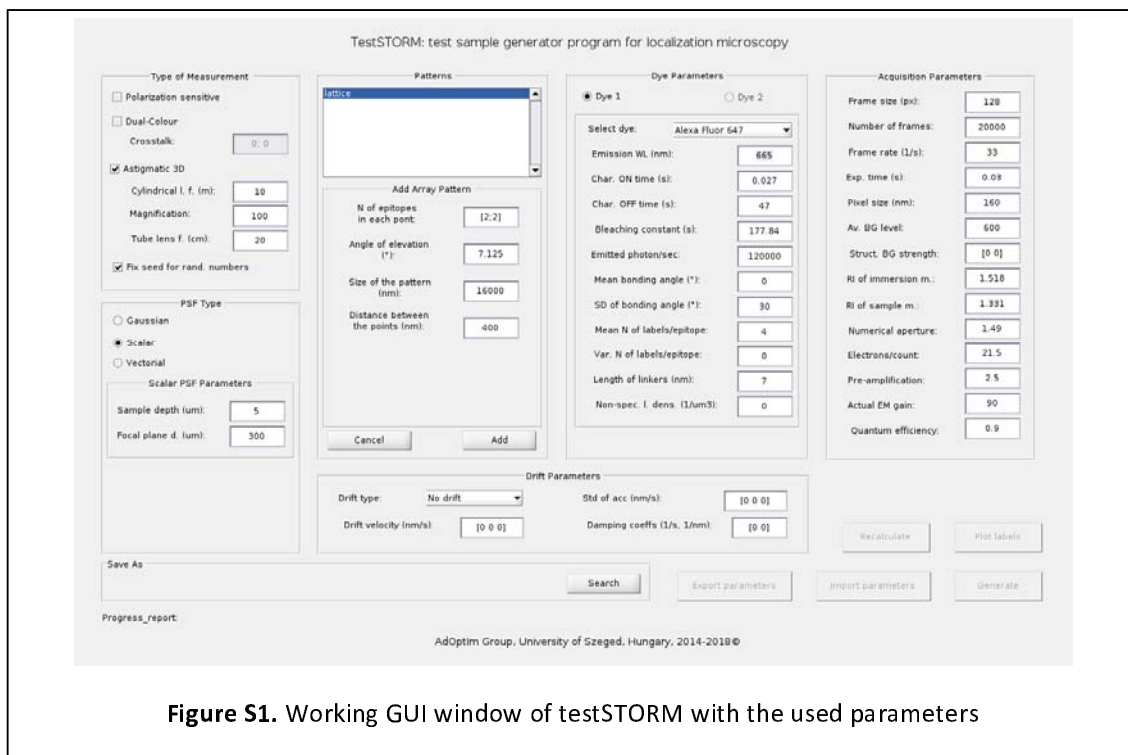 TestSTORM: test sample generator program for localization microscopy
Type of Measurement
Polarization sensitive
Dual-Colour
Crosstalk: 0; 0
Astigmatic 3D
Cylindrical l. f. (m): 10
Magnification: 100
Tube lens f. (cm): 20
Fix seed for rand. numbers
PSF Type
Gaussian
Scalar
Vectorial
Scalar PSF Parameters
Sample depth (um): 5
Focal plane d. (um): 300
Patterns
lattice
Add Array Pattern
N of epitopes
in each pont: [2;2]
Angle of elevation
(°): 7.125
Size of the pattern
(nm): 16000
Distance between
the points (nm): 400
Cancel Add
Dye Parameters
Dye 1 Dye 2
Select dye: Alexa Fluor 647
Emission WL (nm): 665
Char. ON time (s): 0.027
Char. OFF time (s): 47
Bleaching constant (s): 177.84
Emitted photon/sec: 120000
Mean bonding angle (°): 0
SD of bonding angle (°): 30
Mean N of labels/epitope: 4
Var. N of labels/epitope: 0
Length of linkers (nm): 7
Non-spec. l. dens. (1/um3): 0
Acquisition Parameters
Frame size (px): 128
Number of frames: 20000
Frame rate (1/s): 33
Exp. time (s): 0.03
Pixel size (nm): 160
Av. BG level: 600
Struct. BG strength: [0 0]
RI of immersion m.: 1.518
RI of sample m.: 1.331
Numerical aperture: 1.49
Electrons/count: 21.5
Pre-amplification: 2.5
Actual EM gain: 90
Quantum efficiency: 0.9
Drift Parameters
Drift type: No drift Std of acc (nm/s): [0 0 0]
Drift velocity (nm/s): [0 0 0] Damping coeffs (1/s, 1/nm): [0 0]
Recalculate Plot labels
Save As
Search Export parameters Import parameters Generate
Progress_report:
AdOptim Group, University of Szeged, Hungary, 2014-2018©
Figure S1. Working GUI window of testSTORM with the used parameters